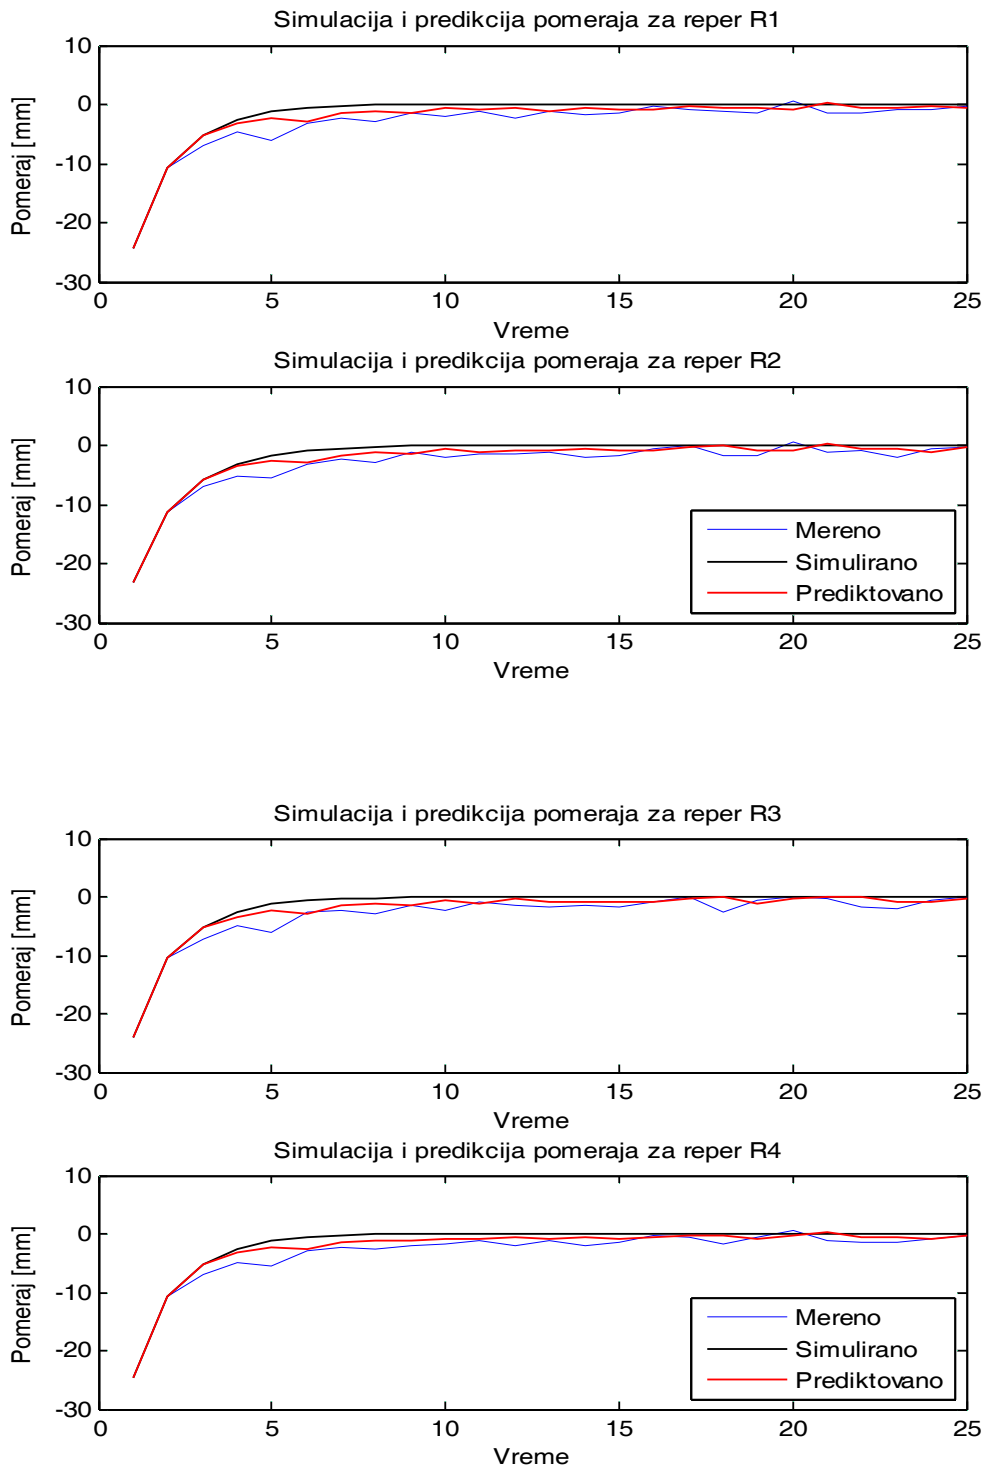 Simulacija i predikcija pomeraja za reper R1
10
0
-10
-20
-30
Pomeraj [mm]
0 5 10 15 20 25
Vreme
Simulacija i predikcija pomeraja za reper R2
10
0
-10
-20
-30
Pomeraj [mm]
Mereno
Simulirano
Prediktovano
0 5 10 15 20 25
Vreme
Simulacija i predikcija pomeraja za reper R3
10
0
-10
-20
-30
Pomeraj [mm]
0 5 10 15 20 25
Vreme
Simulacija i predikcija pomeraja za reper R4
10
0
-10
-20
-30
Pomeraj [mm]
Mereno
Simulirano
Prediktovano
0 5 10 15 20 25
Vreme